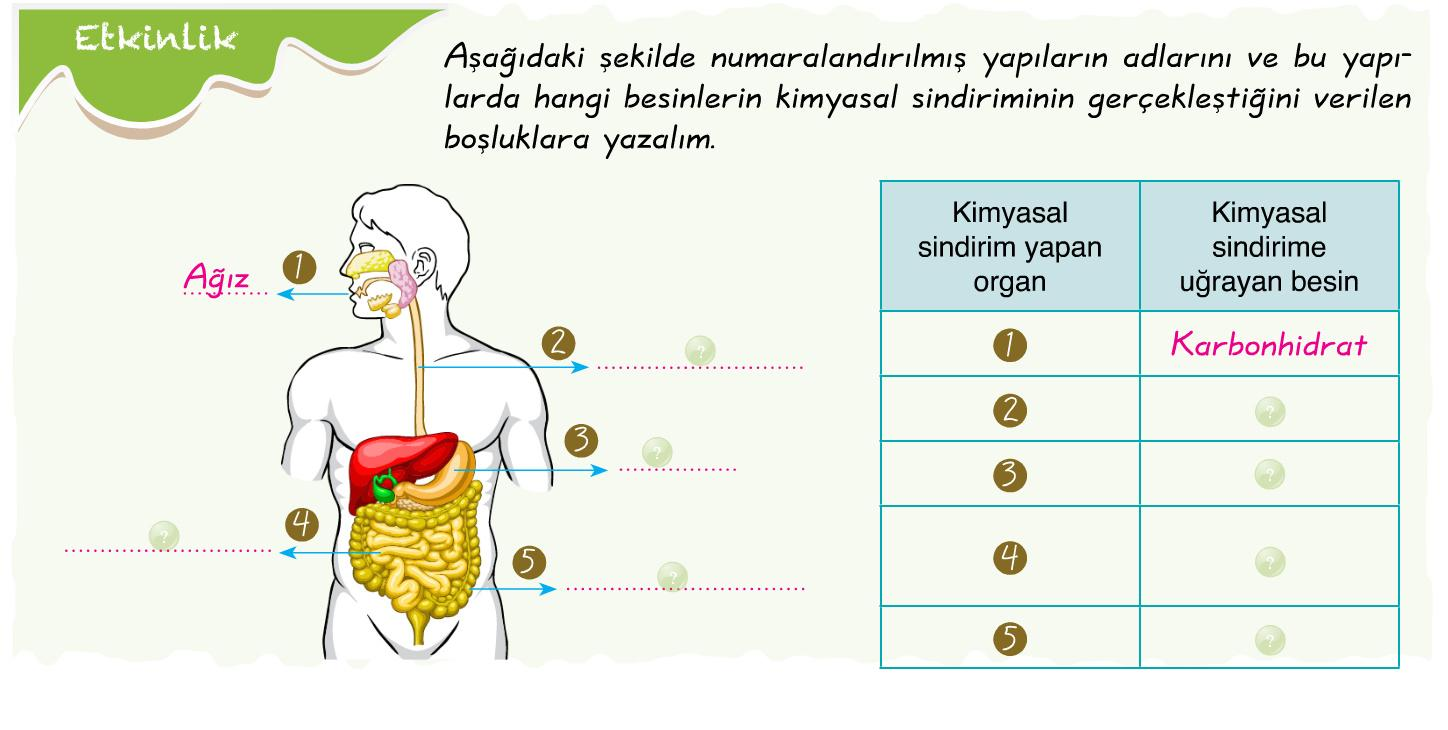 Etkinlik
Aşağıdaki şekilde numaralandırılmış yapıların adlarını ve bu yapı-
larda hangi besinlerin kimyasal sindiriminin gerçekleştiğini verilen
boşluklara yazalım.
Ağız
1
2
?
3
?
4
?
5
?
Kimyasal
sindirim yapan
organ
Kimyasal
sindirime
uğrayan besin
1
Karbonhidrat
2
?
3
?
4
?
5
?